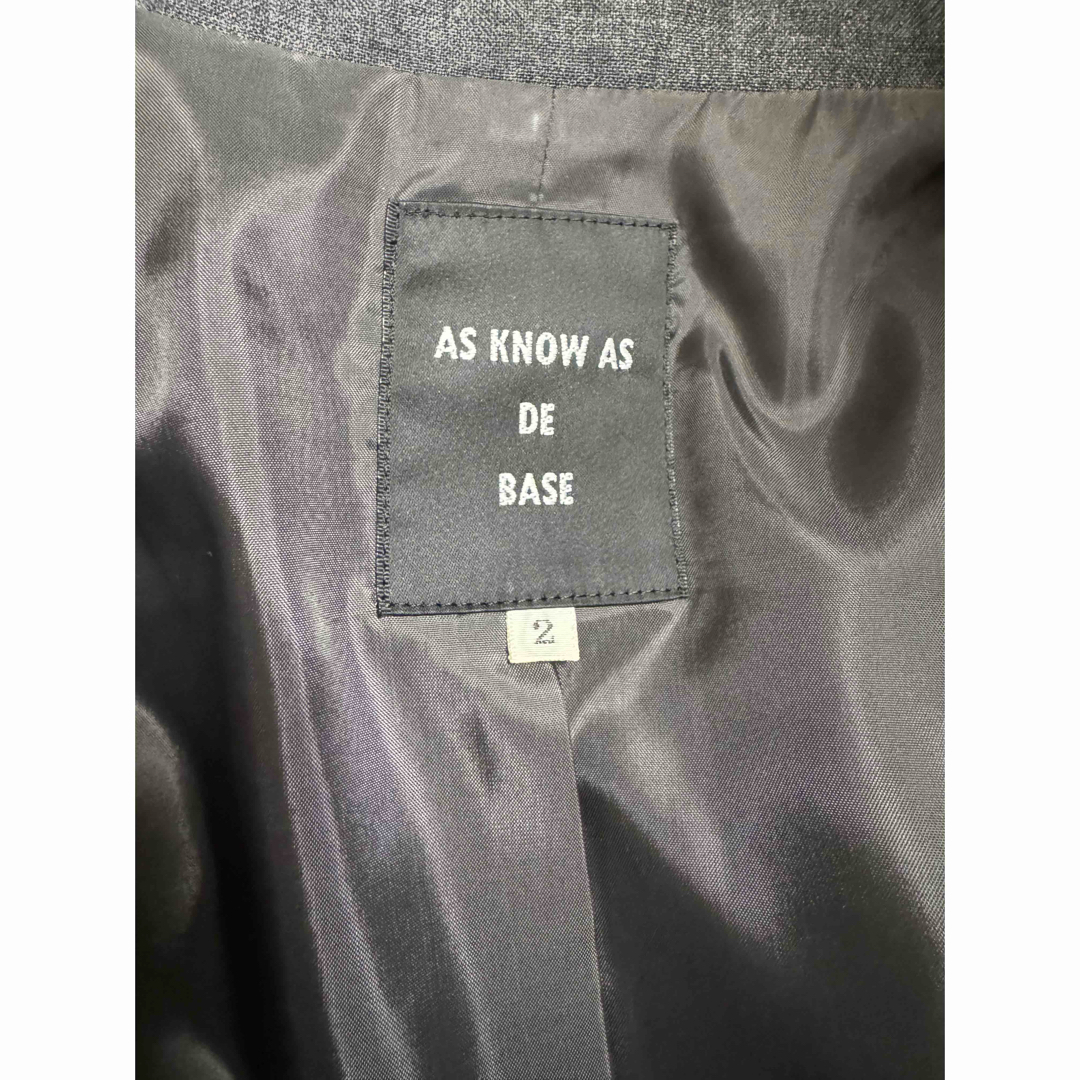 AS KNOW AS
DE
BASE
2